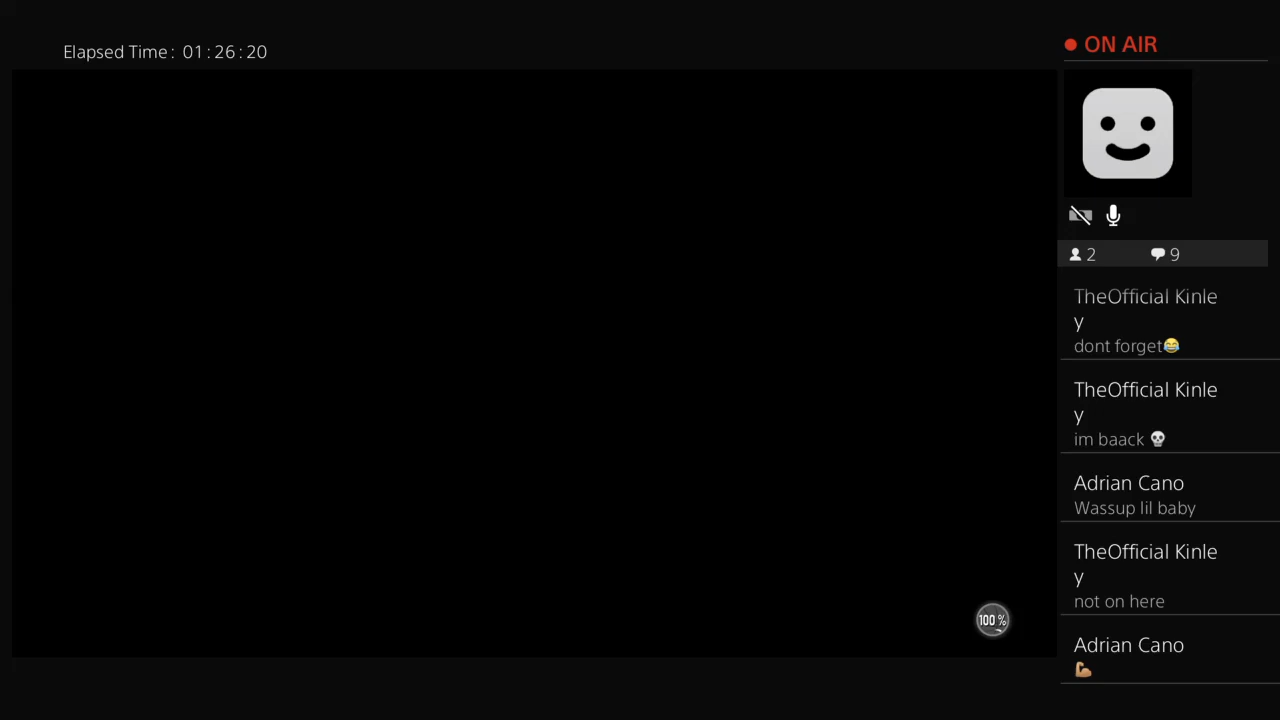 Elapsed Time: 01:26:20
ON AIR
2 9
TheOfficial Kinle
y
dont forget😂
TheOfficial Kinle
y
im baack 💀
Adrian Cano
Wassup lil baby
TheOfficial Kinle
y
not on here
Adrian Cano
💪🏽
100 %